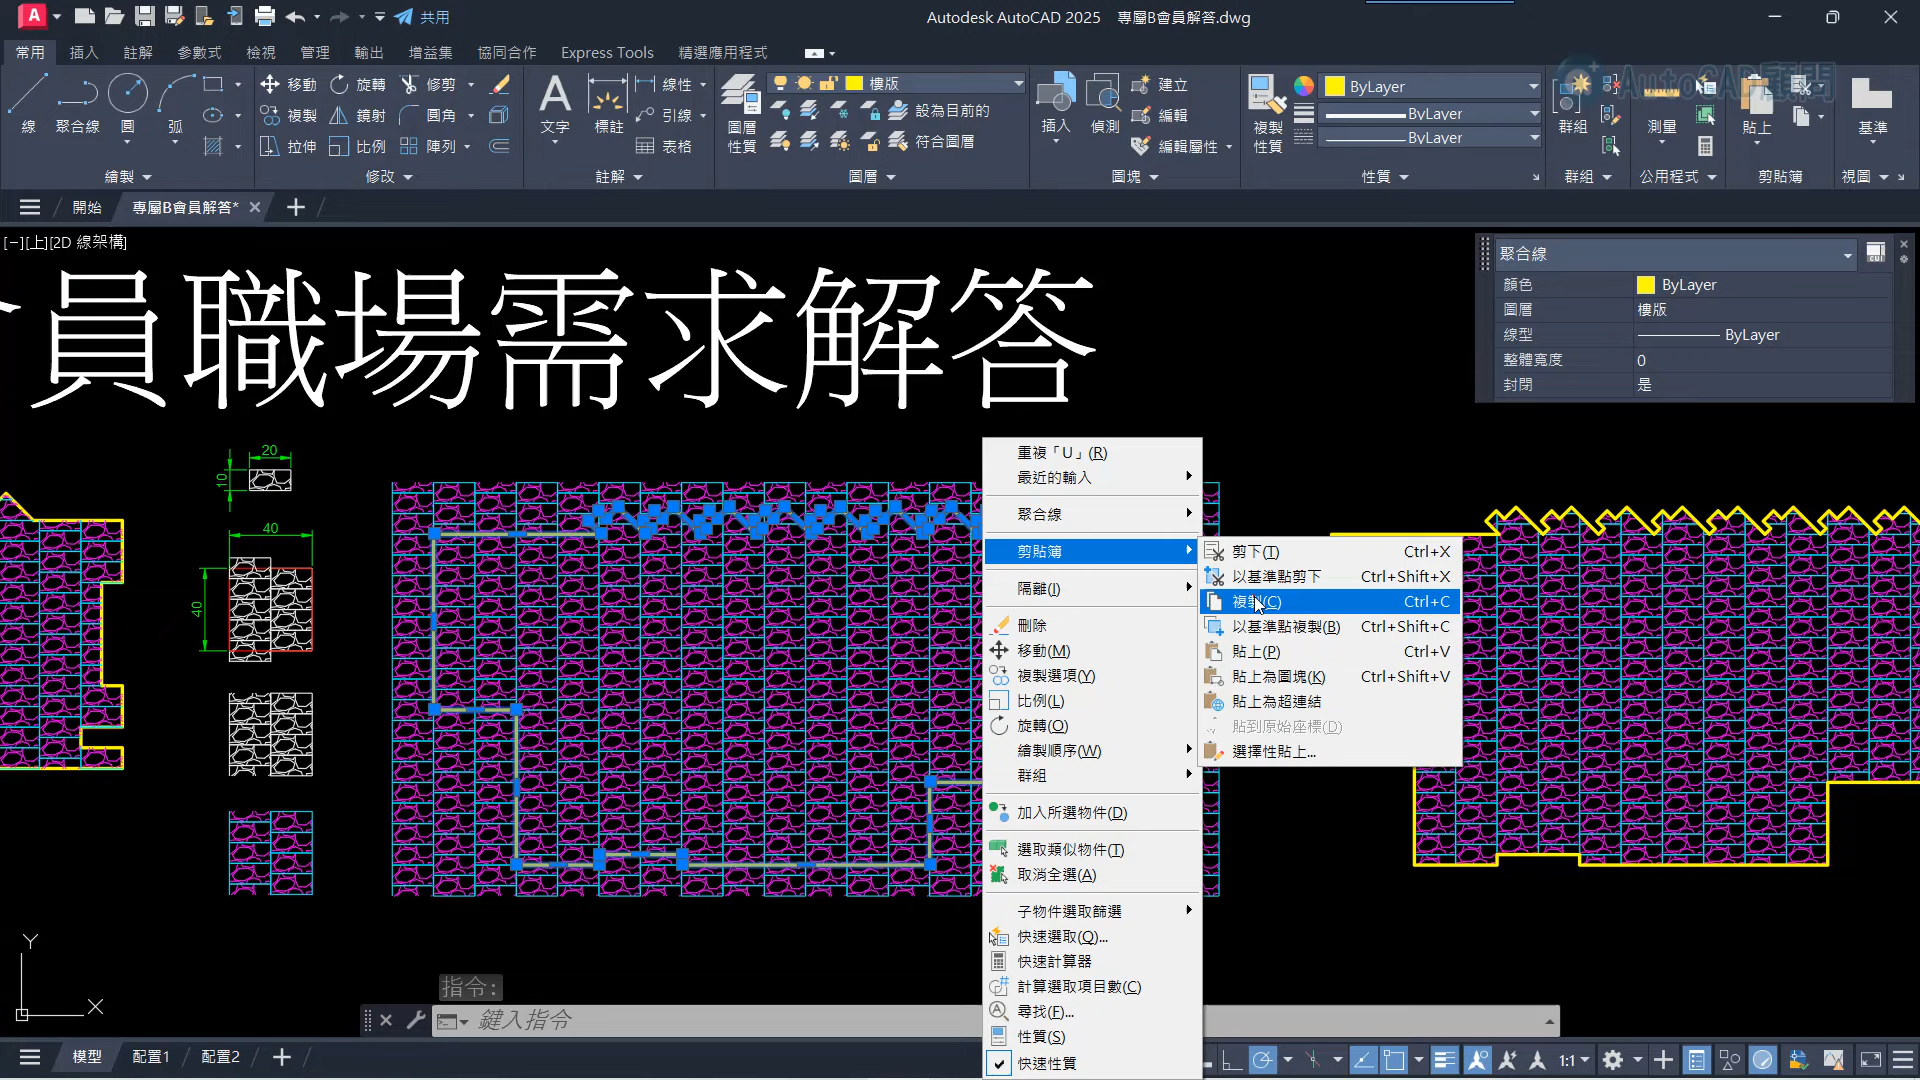 共用
Autodesk AutoCAD 2025 專屬B會員解答.dwg
常用 插入 註解 參數式 檢視 管理 輸出 增益集 協同合作 Express Tools 精選應用程式
AutoCAD顧問
線 聚合線 圓 弧
移動 旋轉 修剪
複製 鏡射 圓角
拉伸 比例 陣列
文字 標註
線性
引線
表格
圖層
性質
樓版
設為目前的
符合圖層
插入 偵測
建立
編輯
編輯屬性
複製
性質
ByLayer
ByLayer
ByLayer
群組 測量 貼上 基準
繪製 修改 註解 圖層 圖塊 性質 群組 公用程式 剪貼簿 視圖
開始 專屬B會員解答*
[−][上][2D 線架構]
員職場需求解答
聚合線
顏色 ByLayer
圖層 樓版
線型 ByLayer
整體寬度 0
封閉 是
20
10
40
40
重複「U」(R)
最近的輸入
聚合線
剪貼簿
隔離(I)
刪除
移動(M)
複製選項(Y)
比例(L)
旋轉(O)
繪製順序(W)
群組
加入所選物件(D)
選取類似物件(T)
取消全選(A)
子物件選取篩選
快速選取(Q)...
快速計算器
計算選取項目數(C)
尋找(F)...
性質(S)
快速性質
剪下(T) Ctrl+X
以基準點剪下 Ctrl+Shift+X
複製(C) Ctrl+C
以基準點複製(B) Ctrl+Shift+C
貼上(P) Ctrl+V
貼上為圖塊(K) Ctrl+Shift+V
貼上為超連結
貼到原始座標(D)
選擇性貼上...
Y
X
指令:
鍵入指令
模型 配置1 配置2
1:1